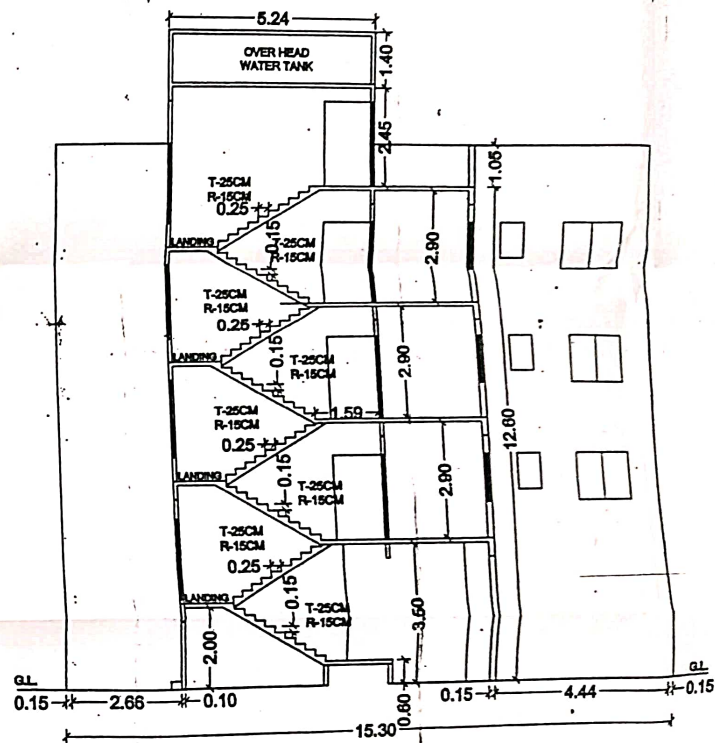 5.24
OVER HEAD
WATER TANK
1.40
2.45
1.05
T-25CM
R-15CM
0.25
LANDING
0.15
T-25CM
R-15CM
2.90
T-25CM
R-15CM
0.25
LANDING
0.15
T-25CM
R-15CM
2.90
1.59
12.60
T-25CM
R-15CM
0.25
LANDING
0.15
T-25CM
R-15CM
2.90
T-25CM
R-15CM
0.25
LANDING
0.15
T-25CM
R-15CM
3.50
2.00
G.L
G.L
0.15
2.66
0.10
0.60
0.15
4.44
0.15
15.30